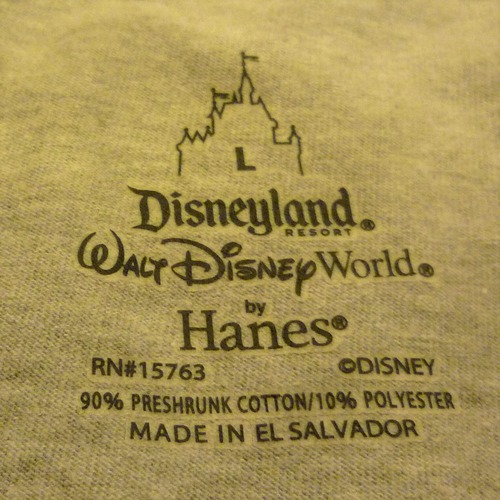 L
Disneyland®
RESORT
WALT DISNEY World®
by
Hanes®
RN#15763 ©DISNEY
90% PRESHRUNK COTTON/10% POLYESTER
MADE IN EL SALVADOR